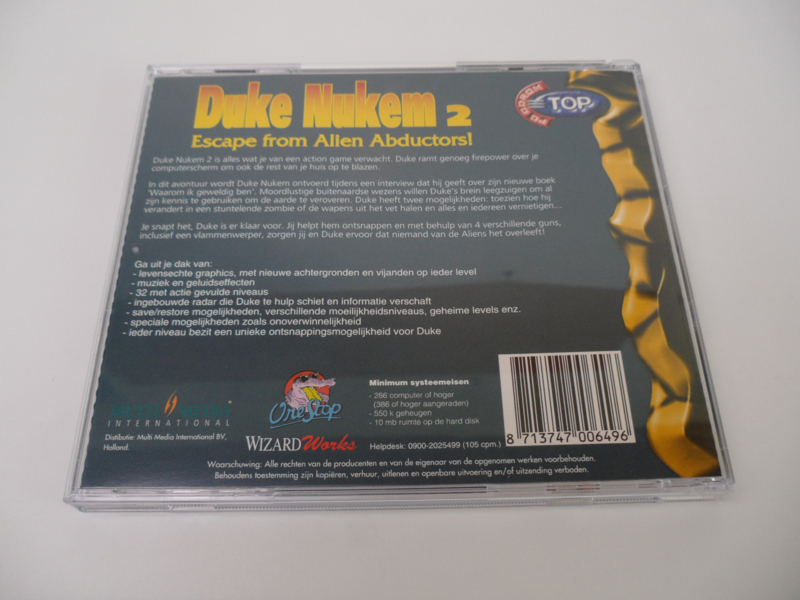 Duke Nukem 2
TOP
CDROM
Escape from Alien Abductors!
Duke Nukem 2 is alles wat je van een action game verwacht. Duke ramt genoeg firepower over je
computerscherm om ook de rest van je huis op te blazen.
In dit avontuur wordt Duke Nukem ontvoerd tijdens een interview dat hij geeft over zijn nieuwe boek
'Waarom ik geweldig ben'. Moordlustige buitenaardse wezens willen Duke's brein leegzuigen om al
zijn kennis te gebruiken om de aarde te veroveren. Duke heeft twee mogelijkheden: toezien hoe hij
verandert in een stuntelende zombie of de wapens uit het vet halen en alles en iedereen vernietigen...
Je snapt het, Duke is er klaar voor. Jij helpt hem ontsnappen en met behulp van 4 verschillende guns,
inclusief een vlammenwerper, zorgen jij en Duke ervoor dat niemand van de Aliens het overleeft!
Ga uit je dak van:
- levensechte graphics, met nieuwe achtergronden en vijanden op ieder level
- muziek en geluidseffecten
- 32 met actie gevulde niveaus
- ingebouwde radar die Duke te hulp schiet en informatie verschaft
- save/restore mogelijkheden, verschillende moeilijkheidsniveaus, geheime levels enz.
- speciale mogelijkheden zoals onoverwinnelijkheid
- ieder niveau bezit een unieke ontsnappingsmogelijkheid voor Duke
MULTI MEDIA
INTERNATIONAL
Distributie: Multi Media International BV,
Holland.
One Stop
WIZARDWorks
Minimum systeemeisen
- 286 computer of hoger
(386 of hoger aangeraden)
- 550 k geheugen
- 10 mb ruimte op de hard disk
Helpdesk: 0900-2025499 (105 cpm.)
8 713747 006496
Waarschuwing: Alle rechten van de producenten en van de eigenaar van de opgenomen werken voorbehouden.
Behoudens toestemming zijn kopiëren, verhuur, uitlenen en openbare uitvoering en/of uitzending verboden.